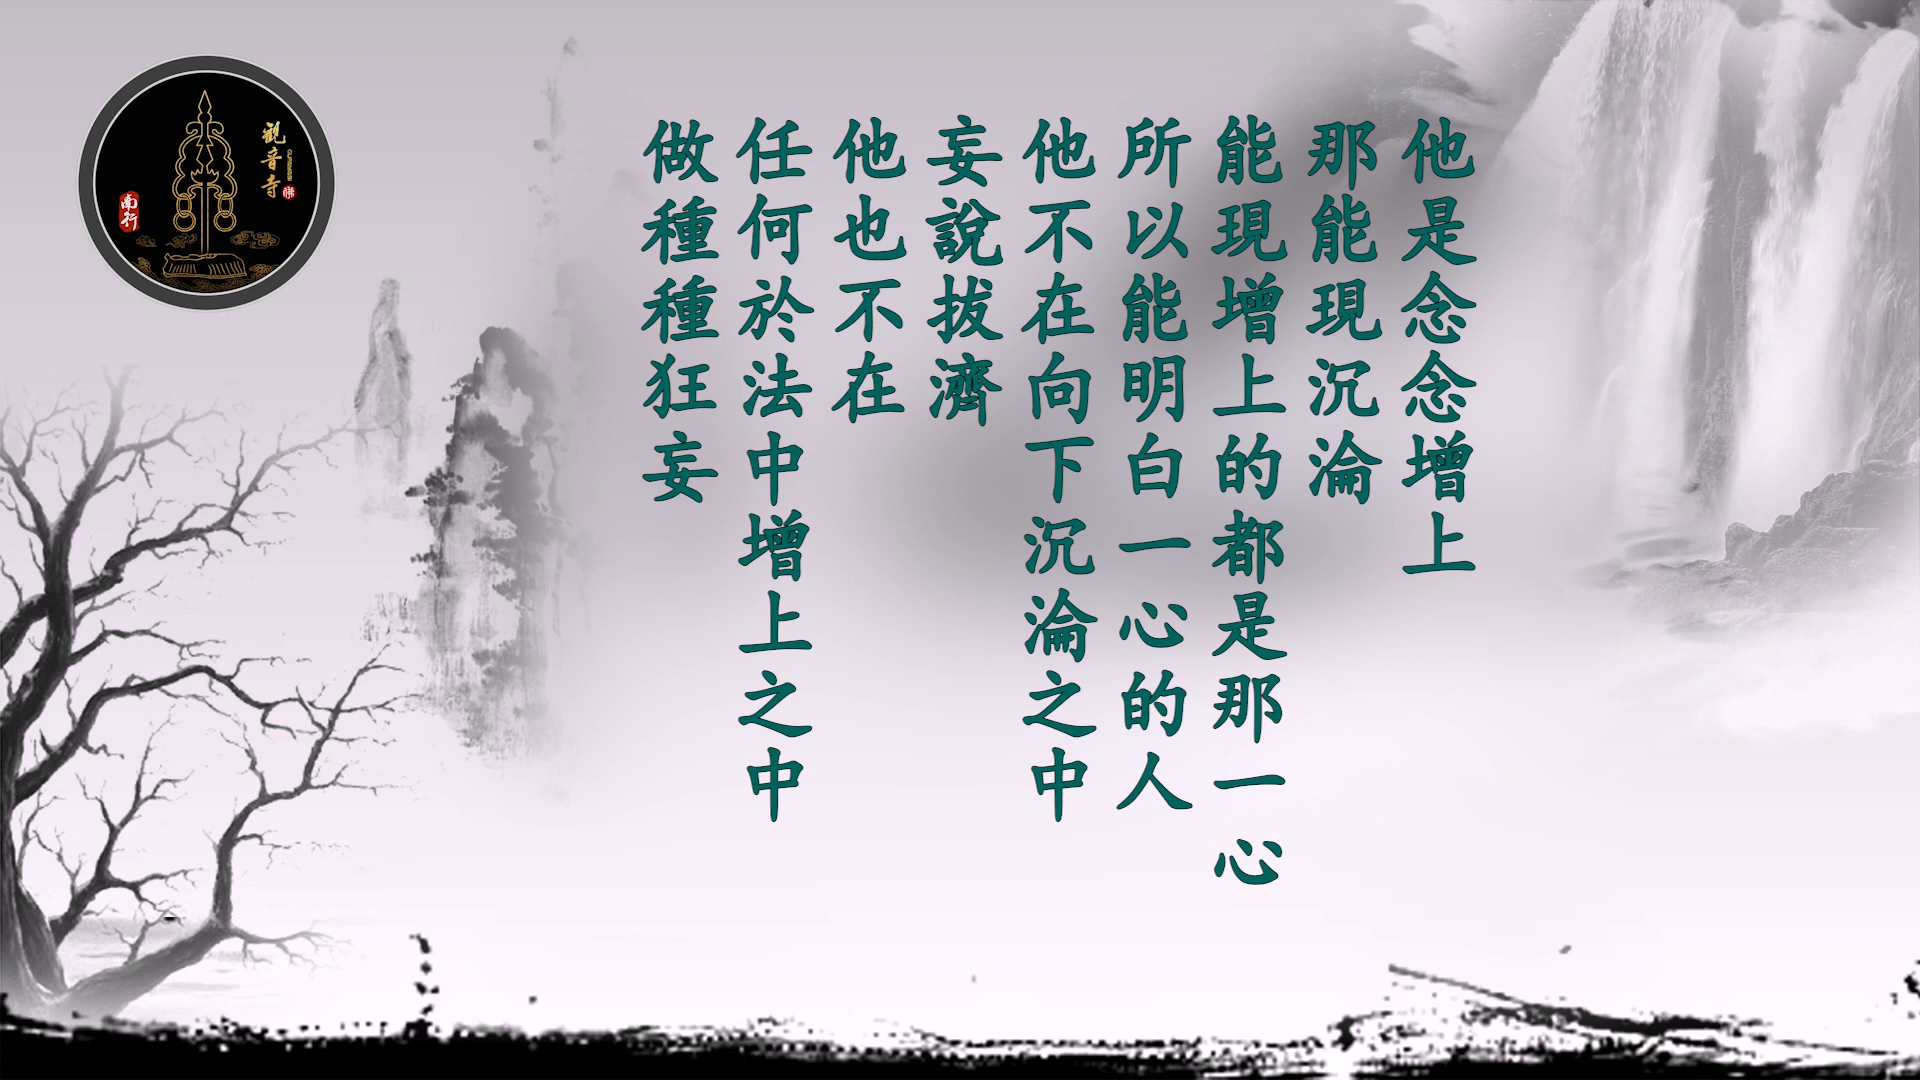 他是念念增上
那能現沉淪
能現增上的都是那一心
所以能明白一心的人
他不在向下沉淪之中
妄說拔濟
他也不在
任何於法中增上之中
做種種狂妄
觀音寺
南行